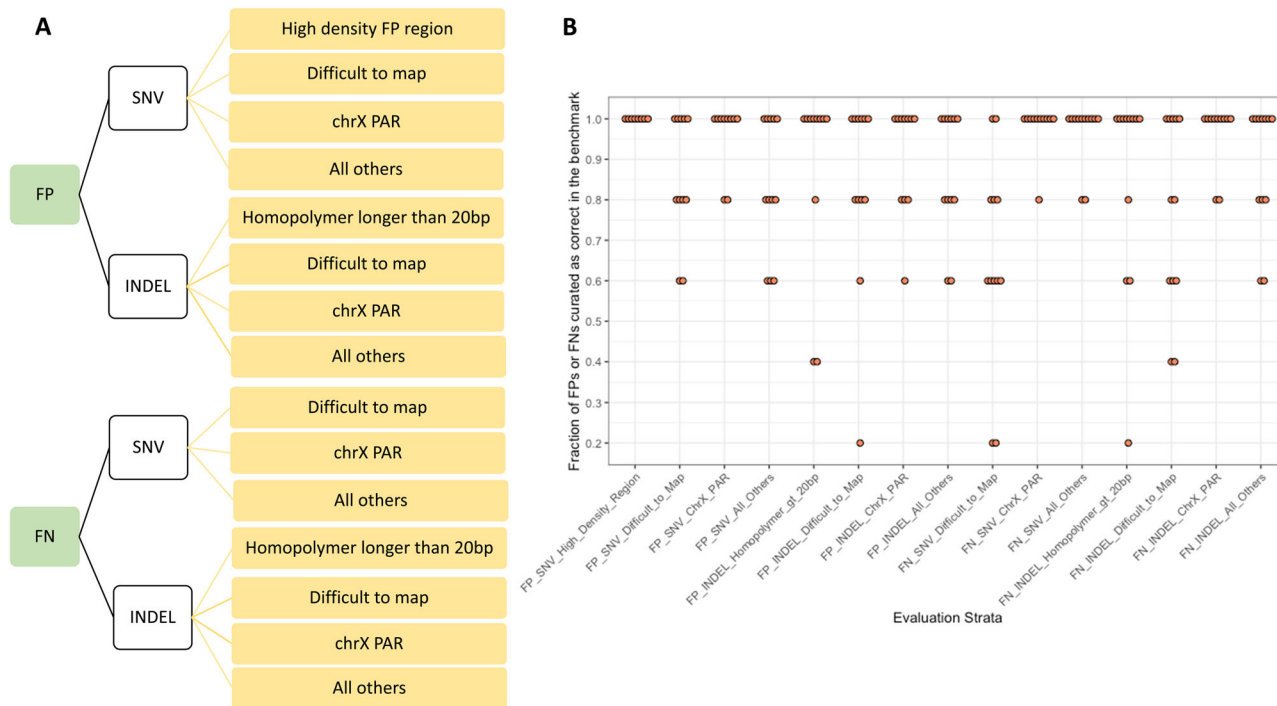 A
FP
SNV
High density FP region
Difficult to map
chrX PAR
All others
INDEL
Homopolymer longer than 20bp
Difficult to map
chrX PAR
All others
FN
SNV
Difficult to map
chrX PAR
All others
INDEL
Homopolymer longer than 20bp
Difficult to map
chrX PAR
All others
B
Fraction of FPs or FNs curated as correct in the benchmark
1.0
0.9
0.8
0.7
0.6
0.5
0.4
0.3
0.2
FP_SNV_High_Density_Region
FP_SNV_Difficult_to_Map
FP_SNV_ChrX_PAR
FP_SNV_All_Others
FP_INDEL_Homopolymer_gt_20bp
FP_INDEL_Difficult_to_Map
FP_INDEL_ChrX_PAR
FP_INDEL_All_Others
FN_SNV_Difficult_to_Map
FN_SNV_ChrX_PAR
FN_SNV_All_Others
FN_INDEL_Homopolymer_gt_20bp
FN_INDEL_Difficult_to_Map
FN_INDEL_ChrX_PAR
FN_INDEL_All_Others
Evaluation Strata